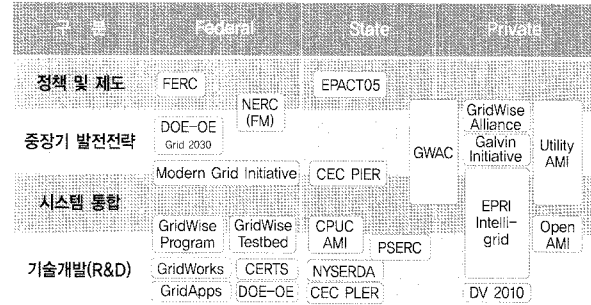 구 분 Federal State Private
정책 및 제도 FERC EPACT05
NERC
(FM)
GridWise
Alliance
중장기 발전전략 DOE-OE
Grid 2030
GWAC
Galvin
Initiative
Utility
AMI
Modern Grid Initiative CEC PIER
시스템 통합
EPRI
Intelli-
grid
GridWise
Program
GridWise
Testbed
CPUC
AMI
PSERC
Open
AMI
기술개발(R&D) GridWorks CERTS NYSERDA
GridApps DOE-OE CEC PLER DV 2010